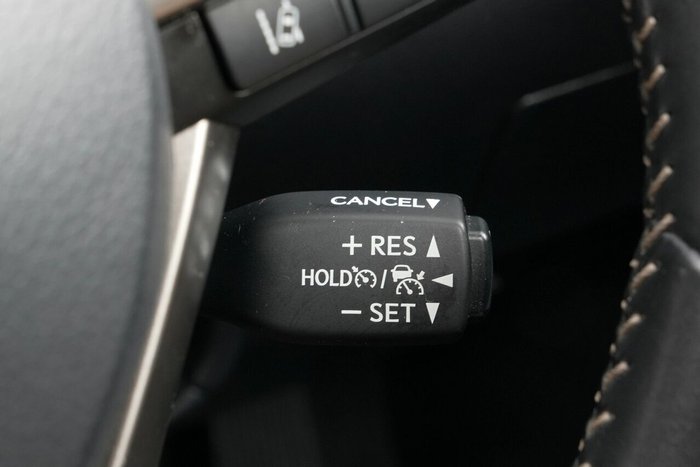 CANCEL▼
+ RES ▲
HOLD / ◄
− SET ▼